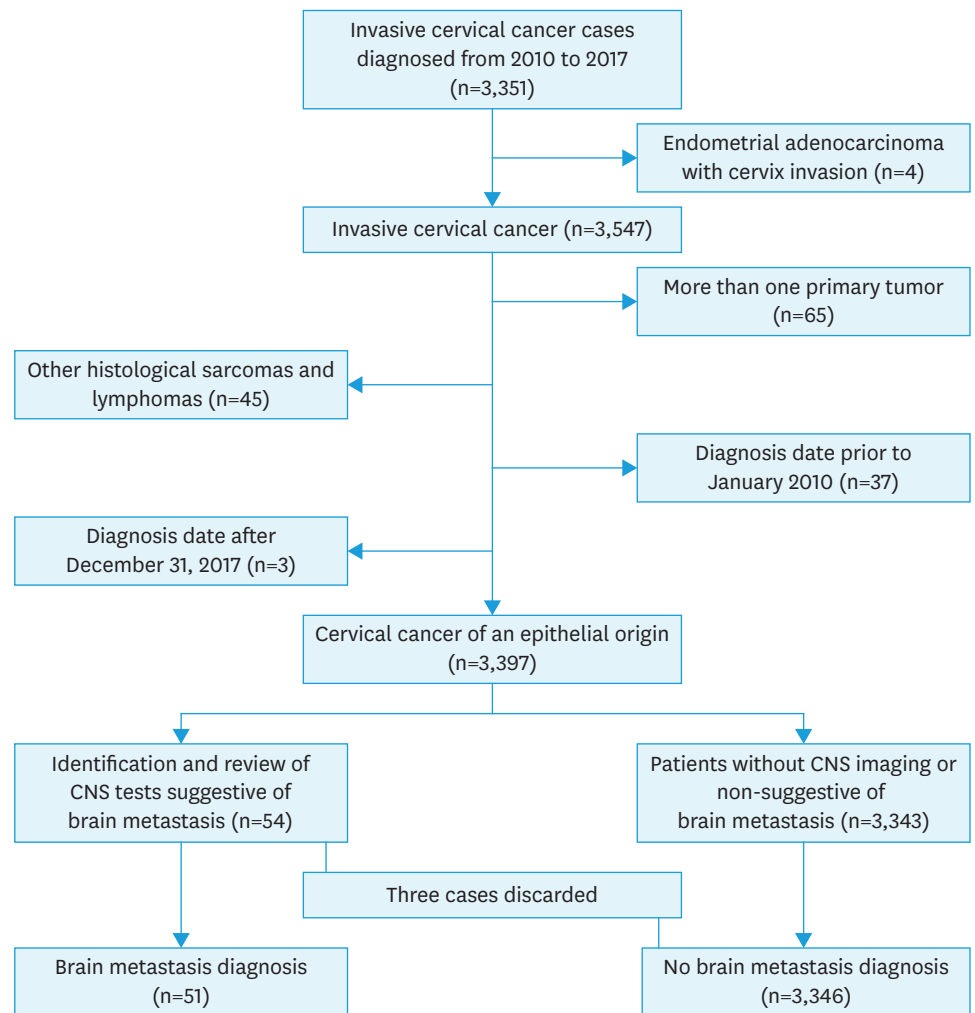 Invasive cervical cancer cases
diagnosed from 2010 to 2017
(n=3,351)
Endometrial adenocarcinoma
with cervix invasion (n=4)
Invasive cervical cancer (n=3,547)
More than one primary tumor
(n=65)
Other histological sarcomas and
lymphomas (n=45)
Diagnosis date prior to
January 2010 (n=37)
Diagnosis date after
December 31, 2017 (n=3)
Cervical cancer of an epithelial origin
(n=3,397)
Identification and review of
CNS tests suggestive of
brain metastasis (n=54)
Patients without CNS imaging or
non-suggestive of
brain metastasis (n=3,343)
Three cases discarded
Brain metastasis diagnosis
(n=51)
No brain metastasis diagnosis
(n=3,346)